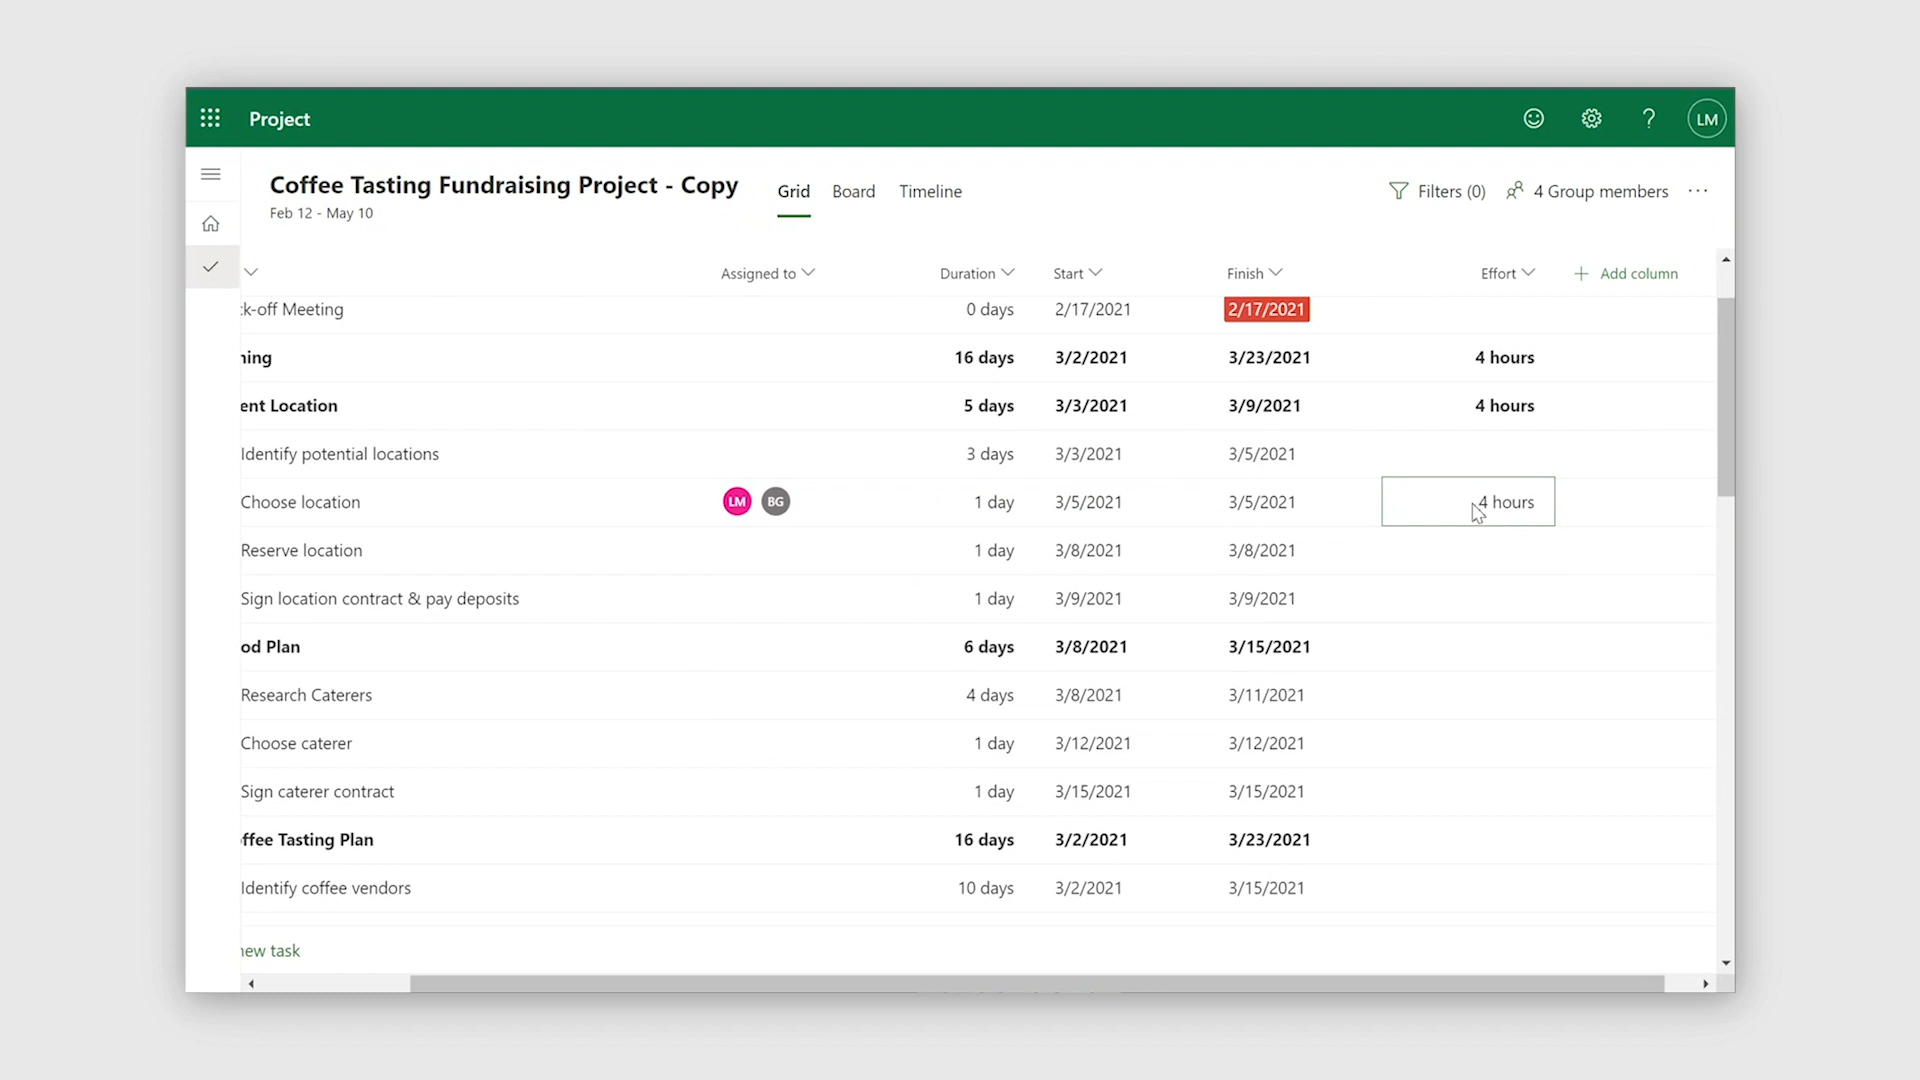 Project
LM
Coffee Tasting Fundraising Project - Copy
Feb 12 - May 10
Grid Board Timeline
Filters (0) 4 Group members
Assigned to Duration Start Finish Effort Add column
k-off Meeting 0 days 2/17/2021 2/17/2021
ning 16 days 3/2/2021 3/23/2021 4 hours
ent Location 5 days 3/3/2021 3/9/2021 4 hours
Identify potential locations 3 days 3/3/2021 3/5/2021
Choose location LM BG 1 day 3/5/2021 3/5/2021 4 hours
Reserve location 1 day 3/8/2021 3/8/2021
Sign location contract & pay deposits 1 day 3/9/2021 3/9/2021
od Plan 6 days 3/8/2021 3/15/2021
Research Caterers 4 days 3/8/2021 3/11/2021
Choose caterer 1 day 3/12/2021 3/12/2021
Sign caterer contract 1 day 3/15/2021 3/15/2021
ffee Tasting Plan 16 days 3/2/2021 3/23/2021
Identify coffee vendors 10 days 3/2/2021 3/15/2021
new task